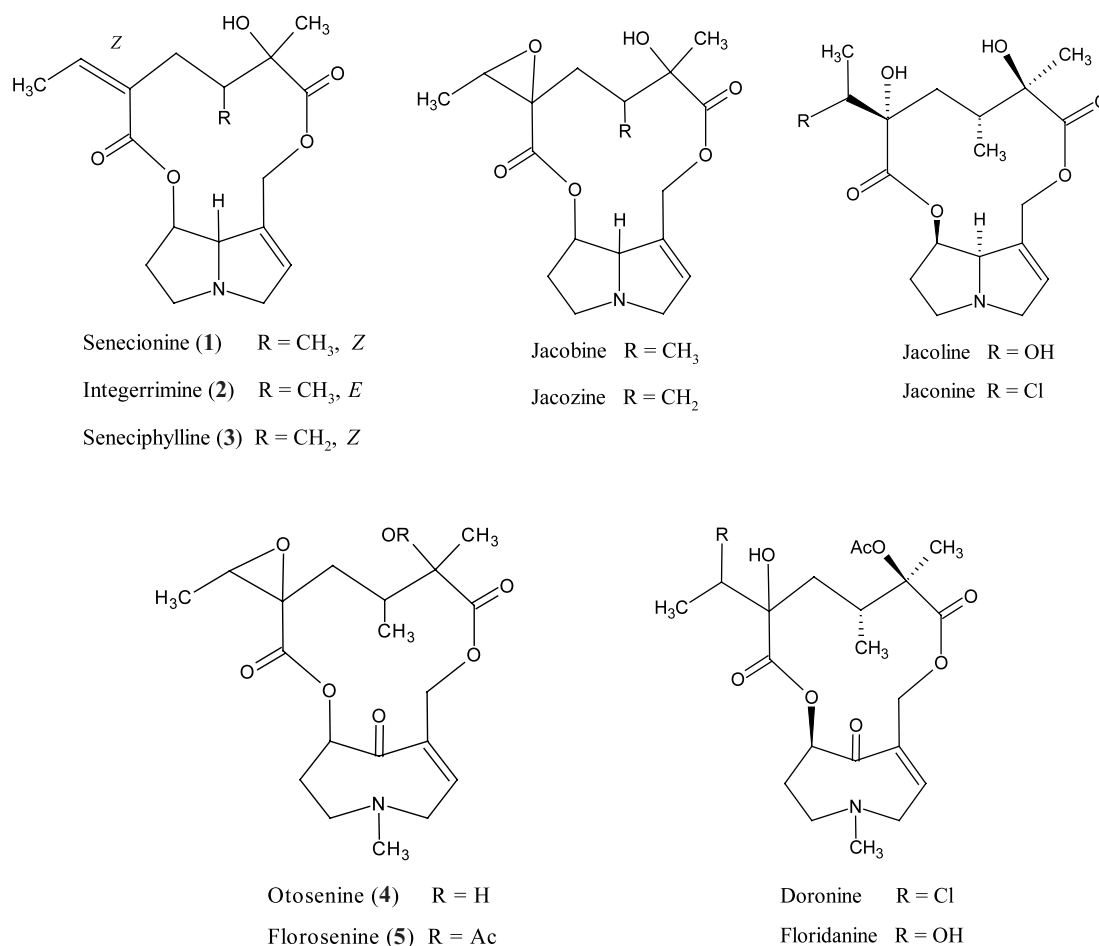 Z
HO
CH₃
H₃C
O
R
O
O
O
H
N
Senecionine (1) R = CH₃, Z
Integerrimine (2) R = CH₃, E
Seneciphylline (3) R = CH₂, Z
O
HO
CH₃
H₃C
O
R
O
O
O
H
N
Jacobine R = CH₃
Jacozine R = CH₂
H₃C
OH
HO
CH₃
R
O
CH₃
O
O
O
H
N
Jacoline R = OH
Jaconine R = Cl
O
OR
CH₃
H₃C
O
CH₃
O
O
O
O
N
CH₃
Otosenine (4) R = H
Florosenine (5) R = Ac
R
HO
AcO
CH₃
H₃C
O
CH₃
O
O
O
O
N
CH₃
Doronine R = Cl
Floridanine R = OH